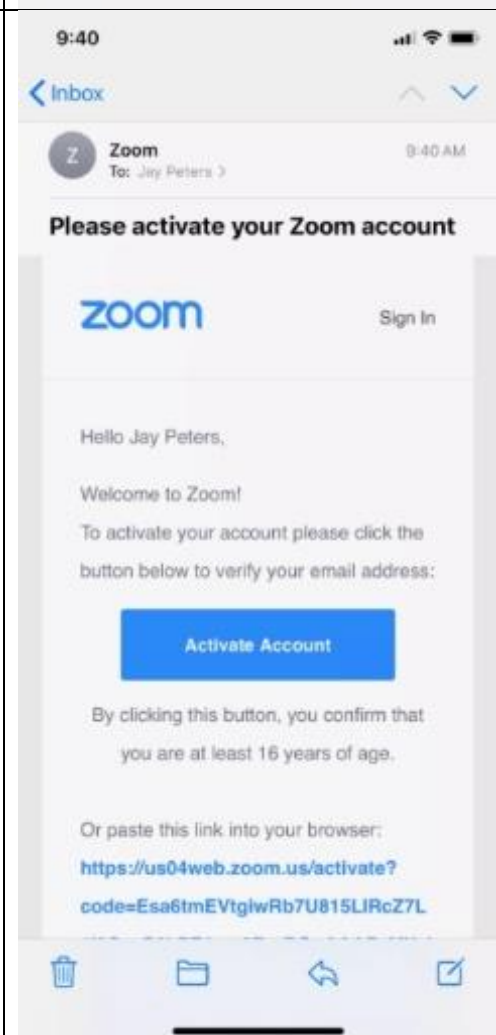 9:40
Inbox
Z
Zoom
9:40 AM
To: Jay Peters >
Please activate your Zoom account
zoom
Sign In
Hello Jay Peters,
Welcome to Zoom!
To activate your account please click the
button below to verify your email address:
Activate Account
By clicking this button, you confirm that
you are at least 16 years of age.
Or paste this link into your browser:
https://us04web.zoom.us/activate?
code=Esa6tmEVtgiwRb7U815LIRcZ7L